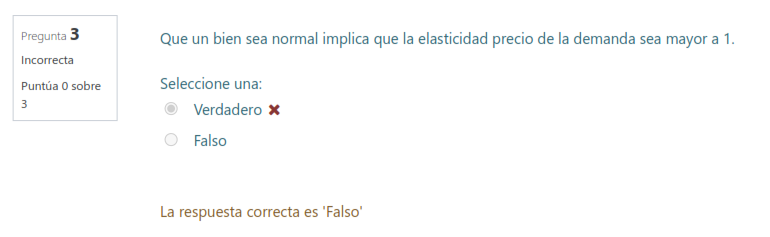 Pregunta 3
Incorrecta
Puntúa 0 sobre
3
Que un bien sea normal implica que la elasticidad precio de la demanda sea mayor a 1.
Seleccione una:
Verdadero ✖
Falso
La respuesta correcta es 'Falso'